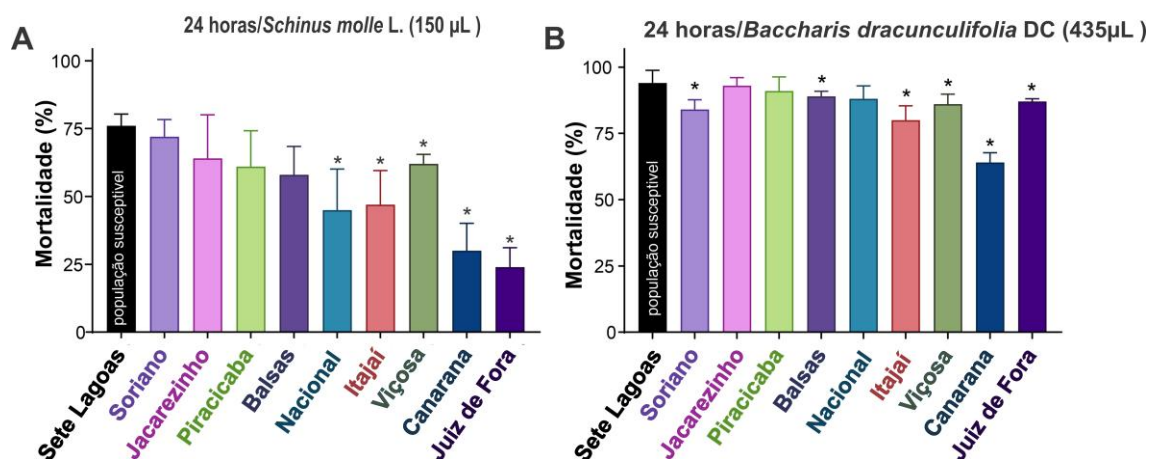 A
24 horas/Schinus molle L. (150 µL )
Mortalidade (%)
100
75
50
25
0
população susceptivel
* * * * *
Sete Lagoas
Soriano
Jacarezinho
Piracicaba
Balsas
Nacional
Itajaí
Viçosa
Canarana
Juiz de Fora
B
24 horas/Baccharis dracunculifolia DC (435µL )
Mortalidade (%)
100
75
50
25
0
população susceptivel
* * * * * *
Sete Lagoas
Soriano
Jacarezinho
Piracicaba
Balsas
Nacional
Itajaí
Viçosa
Canarana
Juiz de Fora